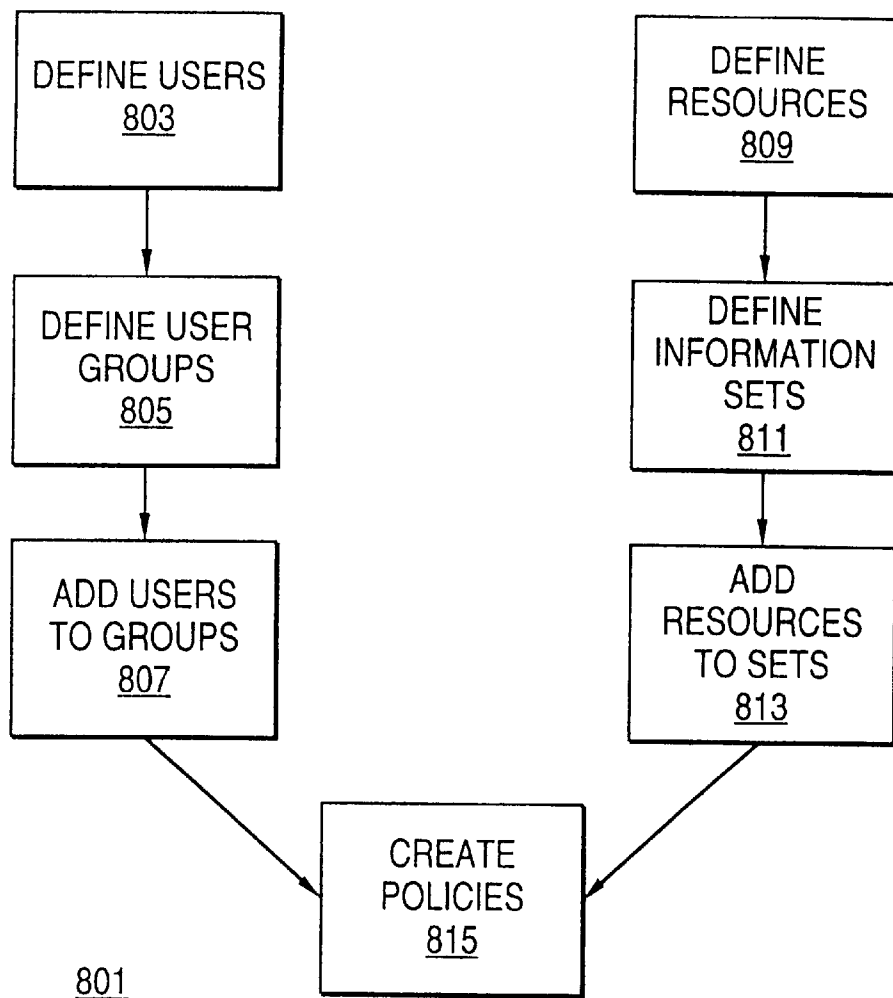 DEFINE USERS
803
DEFINE USER
GROUPS
805
ADD USERS
TO GROUPS
807
DEFINE
RESOURCES
809
DEFINE
INFORMATION
SETS
811
ADD
RESOURCES
TO SETS
813
CREATE
POLICIES
815
801